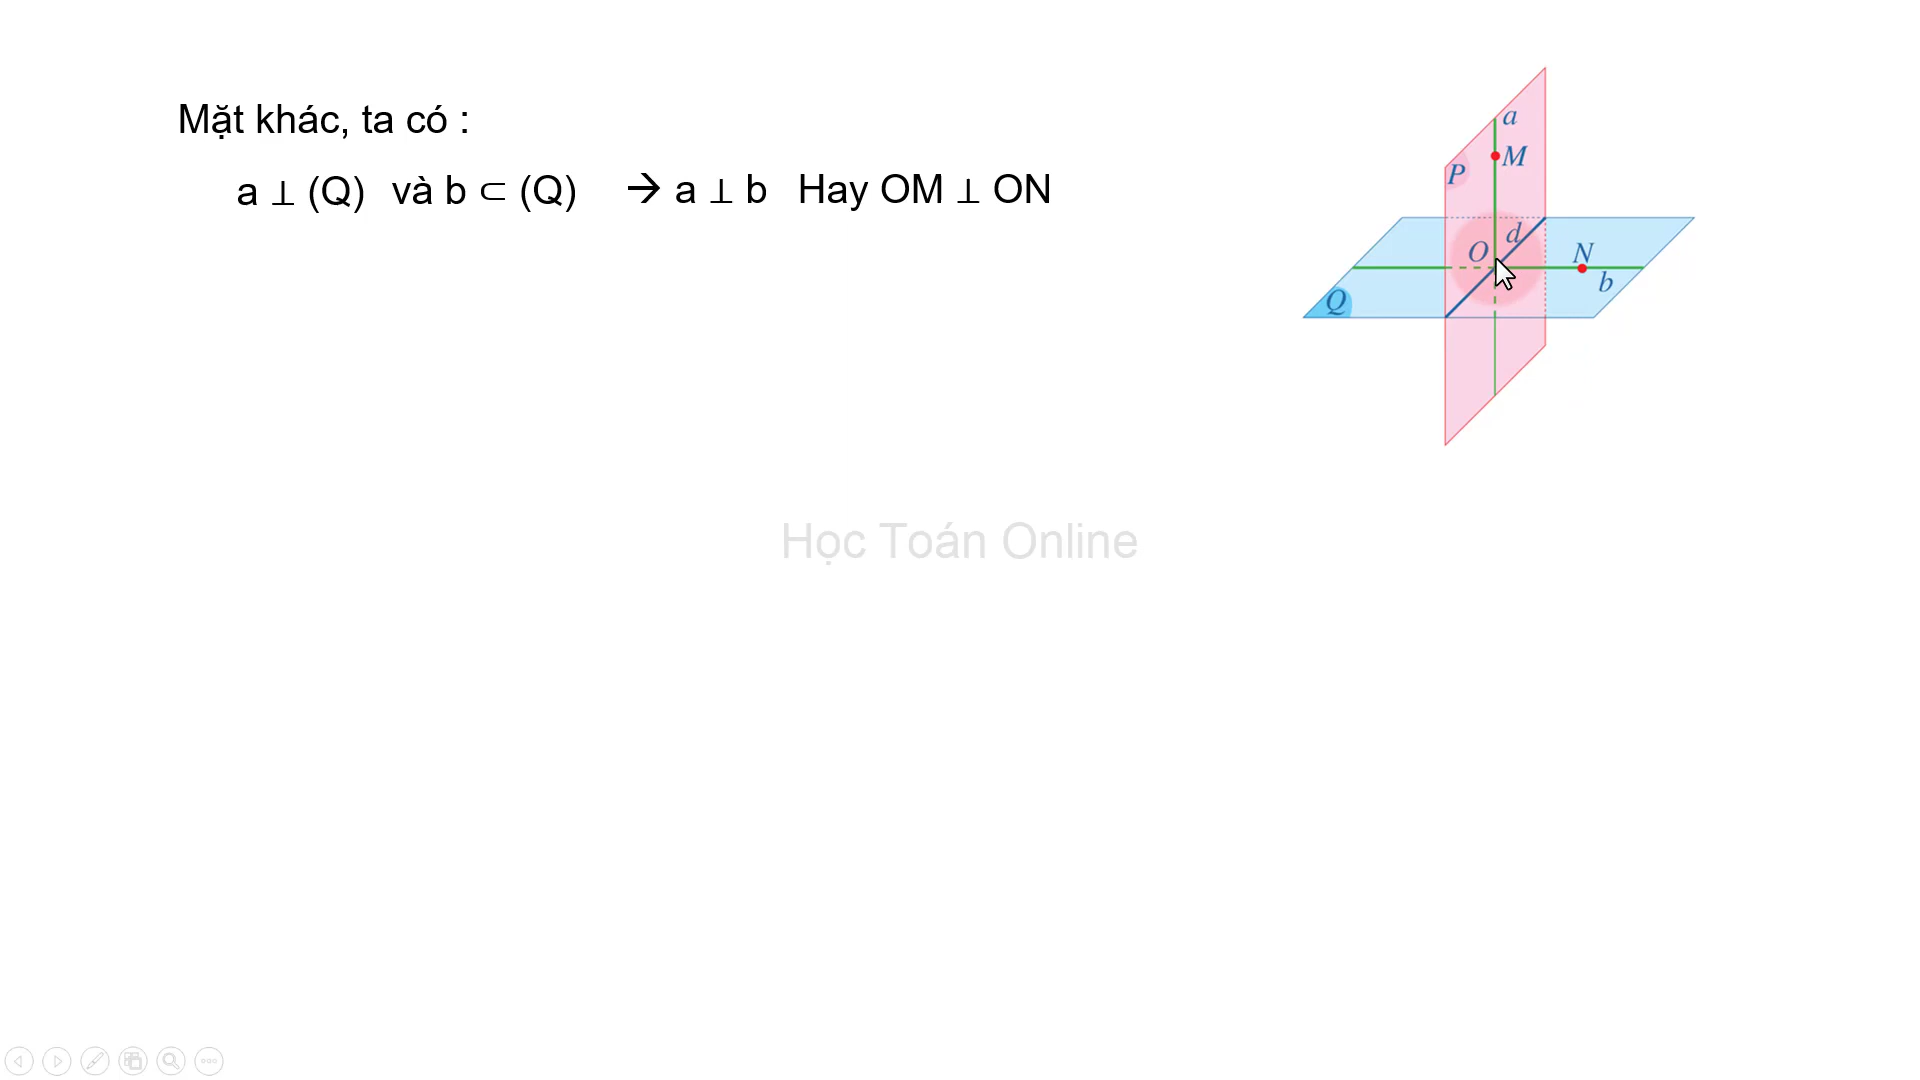 Mặt khác, ta có :
a ⊥ (Q) và b ⊂ (Q) → a ⊥ b Hay OM ⊥ ON
a
M
P
d
O
N
b
Q
Học Toán Online